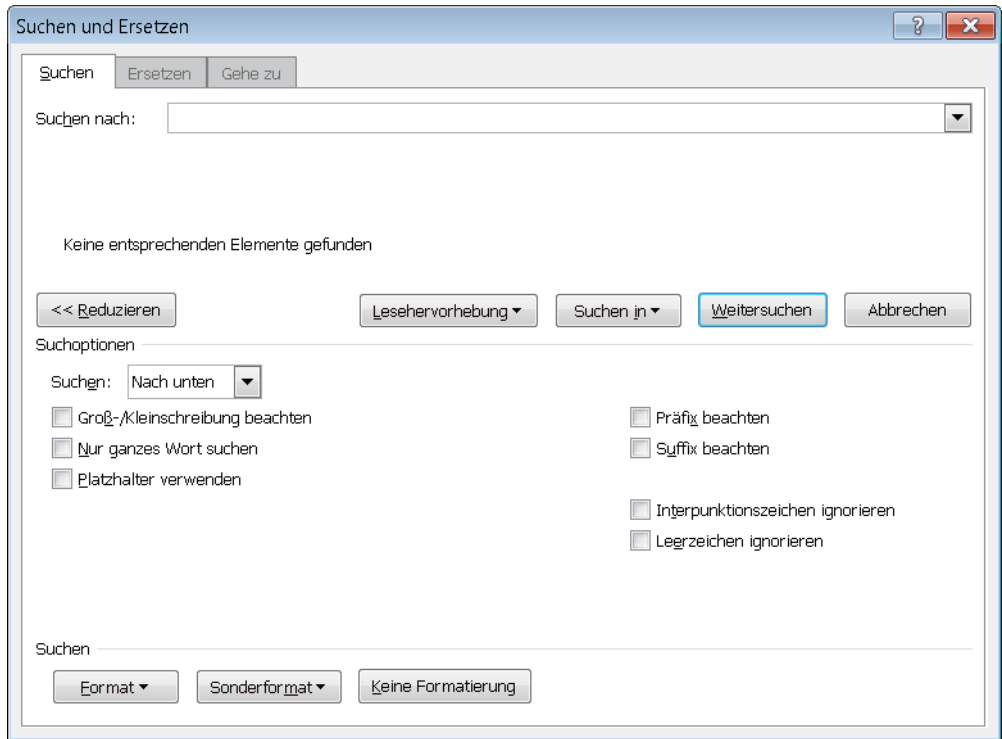 Suchen und Ersetzen
Suchen Ersetzen Gehe zu
Suchen nach:
Keine entsprechenden Elemente gefunden
<< Reduzieren Lesehervorhebung Suchen in Weitersuchen Abbrechen
Suchoptionen
Suchen: Nach unten
Groß-/Kleinschreibung beachten Präfix beachten
Nur ganzes Wort suchen Suffix beachten
Platzhalter verwenden
Interpunktionszeichen ignorieren
Leerzeichen ignorieren
Suchen
Format Sonderformat Keine Formatierung